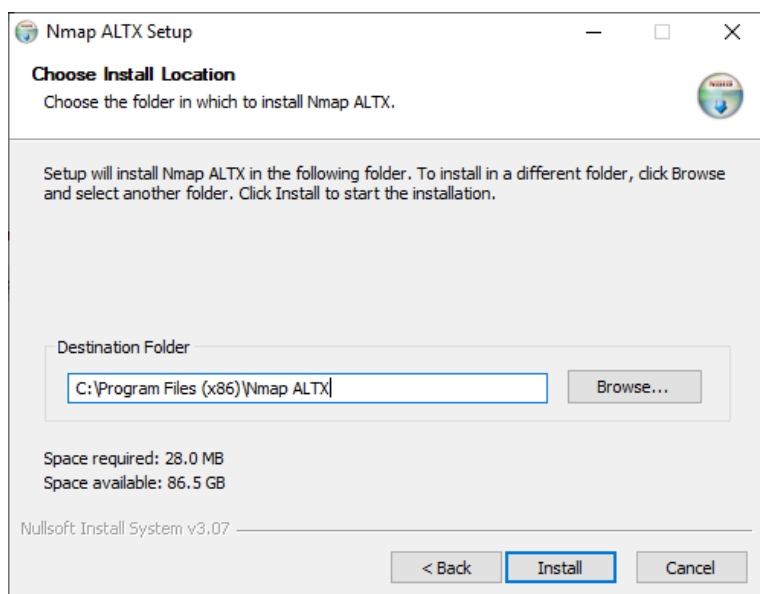 Nmap ALTX Setup
Choose Install Location
Choose the folder in which to install Nmap ALTX.
Setup will install Nmap ALTX in the following folder. To install in a different folder, click Browse
and select another folder. Click Install to start the installation.
Destination Folder
C:\Program Files (x86)\Nmap ALTX
Browse...
Space required: 28.0 MB
Space available: 86.5 GB
Nullsoft Install System v3.07
< Back
Install
Cancel